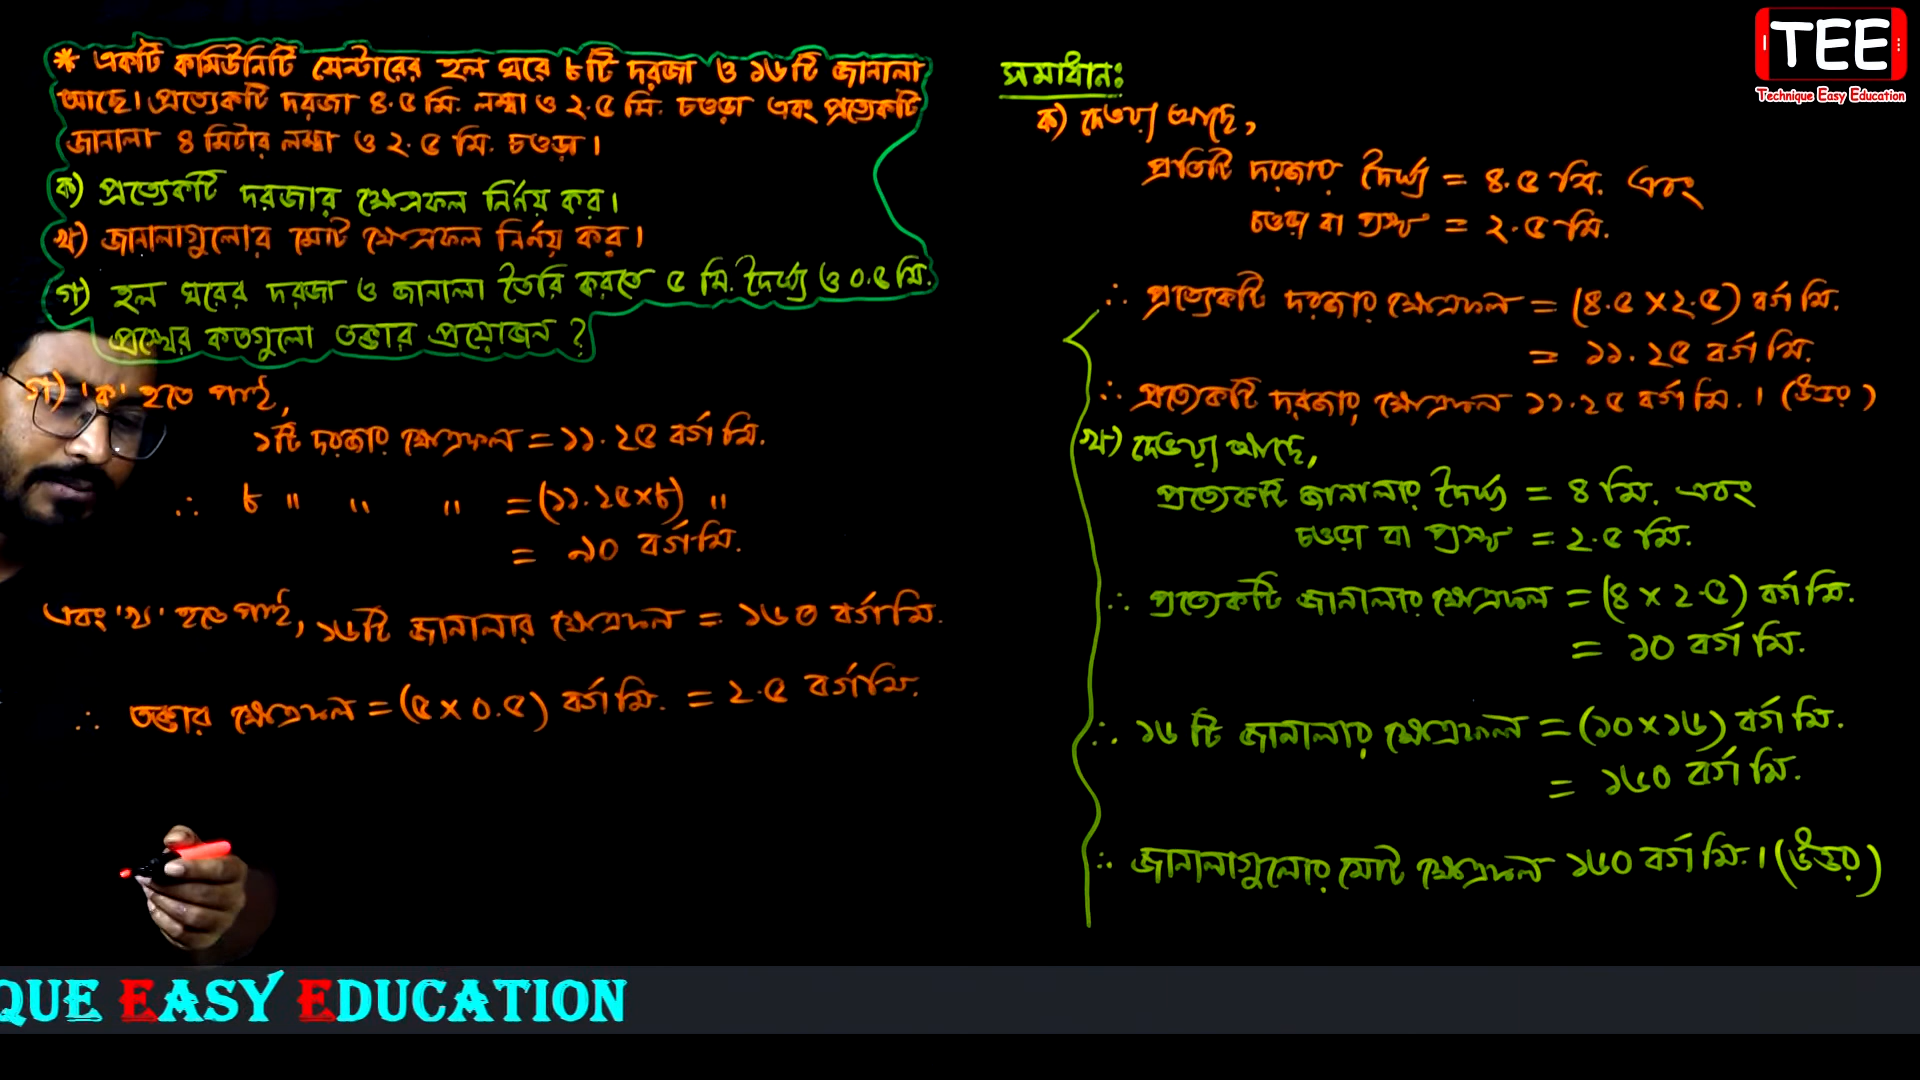 * একটি কমিউনিটি সেন্টারের হল ঘরে ৮টি দরজা ও ১৬টি জানালা
আছে। প্রত্যেকটি দরজা ৪.৫ মি. লম্বা ও ২.৫ মি. চওড়া এবং প্রত্যেকটি
জানালা ৪ মিটার লম্বা ও ২.৫ মি. চওড়া।
ক) প্রত্যেকটি দরজার ক্ষেত্রফল নির্ণয় কর।
খ) জানালাগুলোর মোট ক্ষেত্রফল নির্ণয় কর।
গ) হল ঘরের দরজা ও জানালা তৈরি করতে ৫ মি. দৈর্ঘ্য ও ০.৫ মি.
প্রস্থের কতগুলো তক্তার প্রয়োজন ?
গ) 'ক' হতে পাই,
১টি দরজার ক্ষেত্রফল = ১১.২৫ বর্গ মি.
∴ ৮ " " " = (১১.২৫×৮) "
= ৯০ বর্গ মি.
এবং 'খ' হতে পাই, ১৬টি জানালার ক্ষেত্রফল = ১৬০ বর্গ মি.
∴ তক্তার ক্ষেত্রফল = (৫ × ০.৫) বর্গ মি. = ২.৫ বর্গ মি.
সমাধান:
ক) দেওয়া আছে,
প্রতিটি দরজার দৈর্ঘ্য = ৪.৫ মি. এবং
চওড়া বা প্রস্থ = ২.৫ মি.
∴ প্রত্যেকটি দরজার ক্ষেত্রফল = (৪.৫ × ২.৫) বর্গ মি.
= ১১.২৫ বর্গ মি.
∴ প্রত্যেকটি দরজার ক্ষেত্রফল ১১.২৫ বর্গ মি. । (উত্তর)
খ) দেওয়া আছে,
প্রত্যেকটি জানালার দৈর্ঘ্য = ৪ মি. এবং
চওড়া বা প্রস্থ = ২.৫ মি.
∴ প্রত্যেকটি জানালার ক্ষেত্রফল = (৪ × ২.৫) বর্গ মি.
= ১০ বর্গ মি.
∴ ১৬ টি জানালার ক্ষেত্রফল = (১০×১৬) বর্গ মি.
= ১৬০ বর্গ মি.
∴ জানালাগুলোর মোট ক্ষেত্রফল ১৬০ বর্গ মি. । (উত্তর)
TEE
Technique Easy Education
QUE EASY EDUCATION